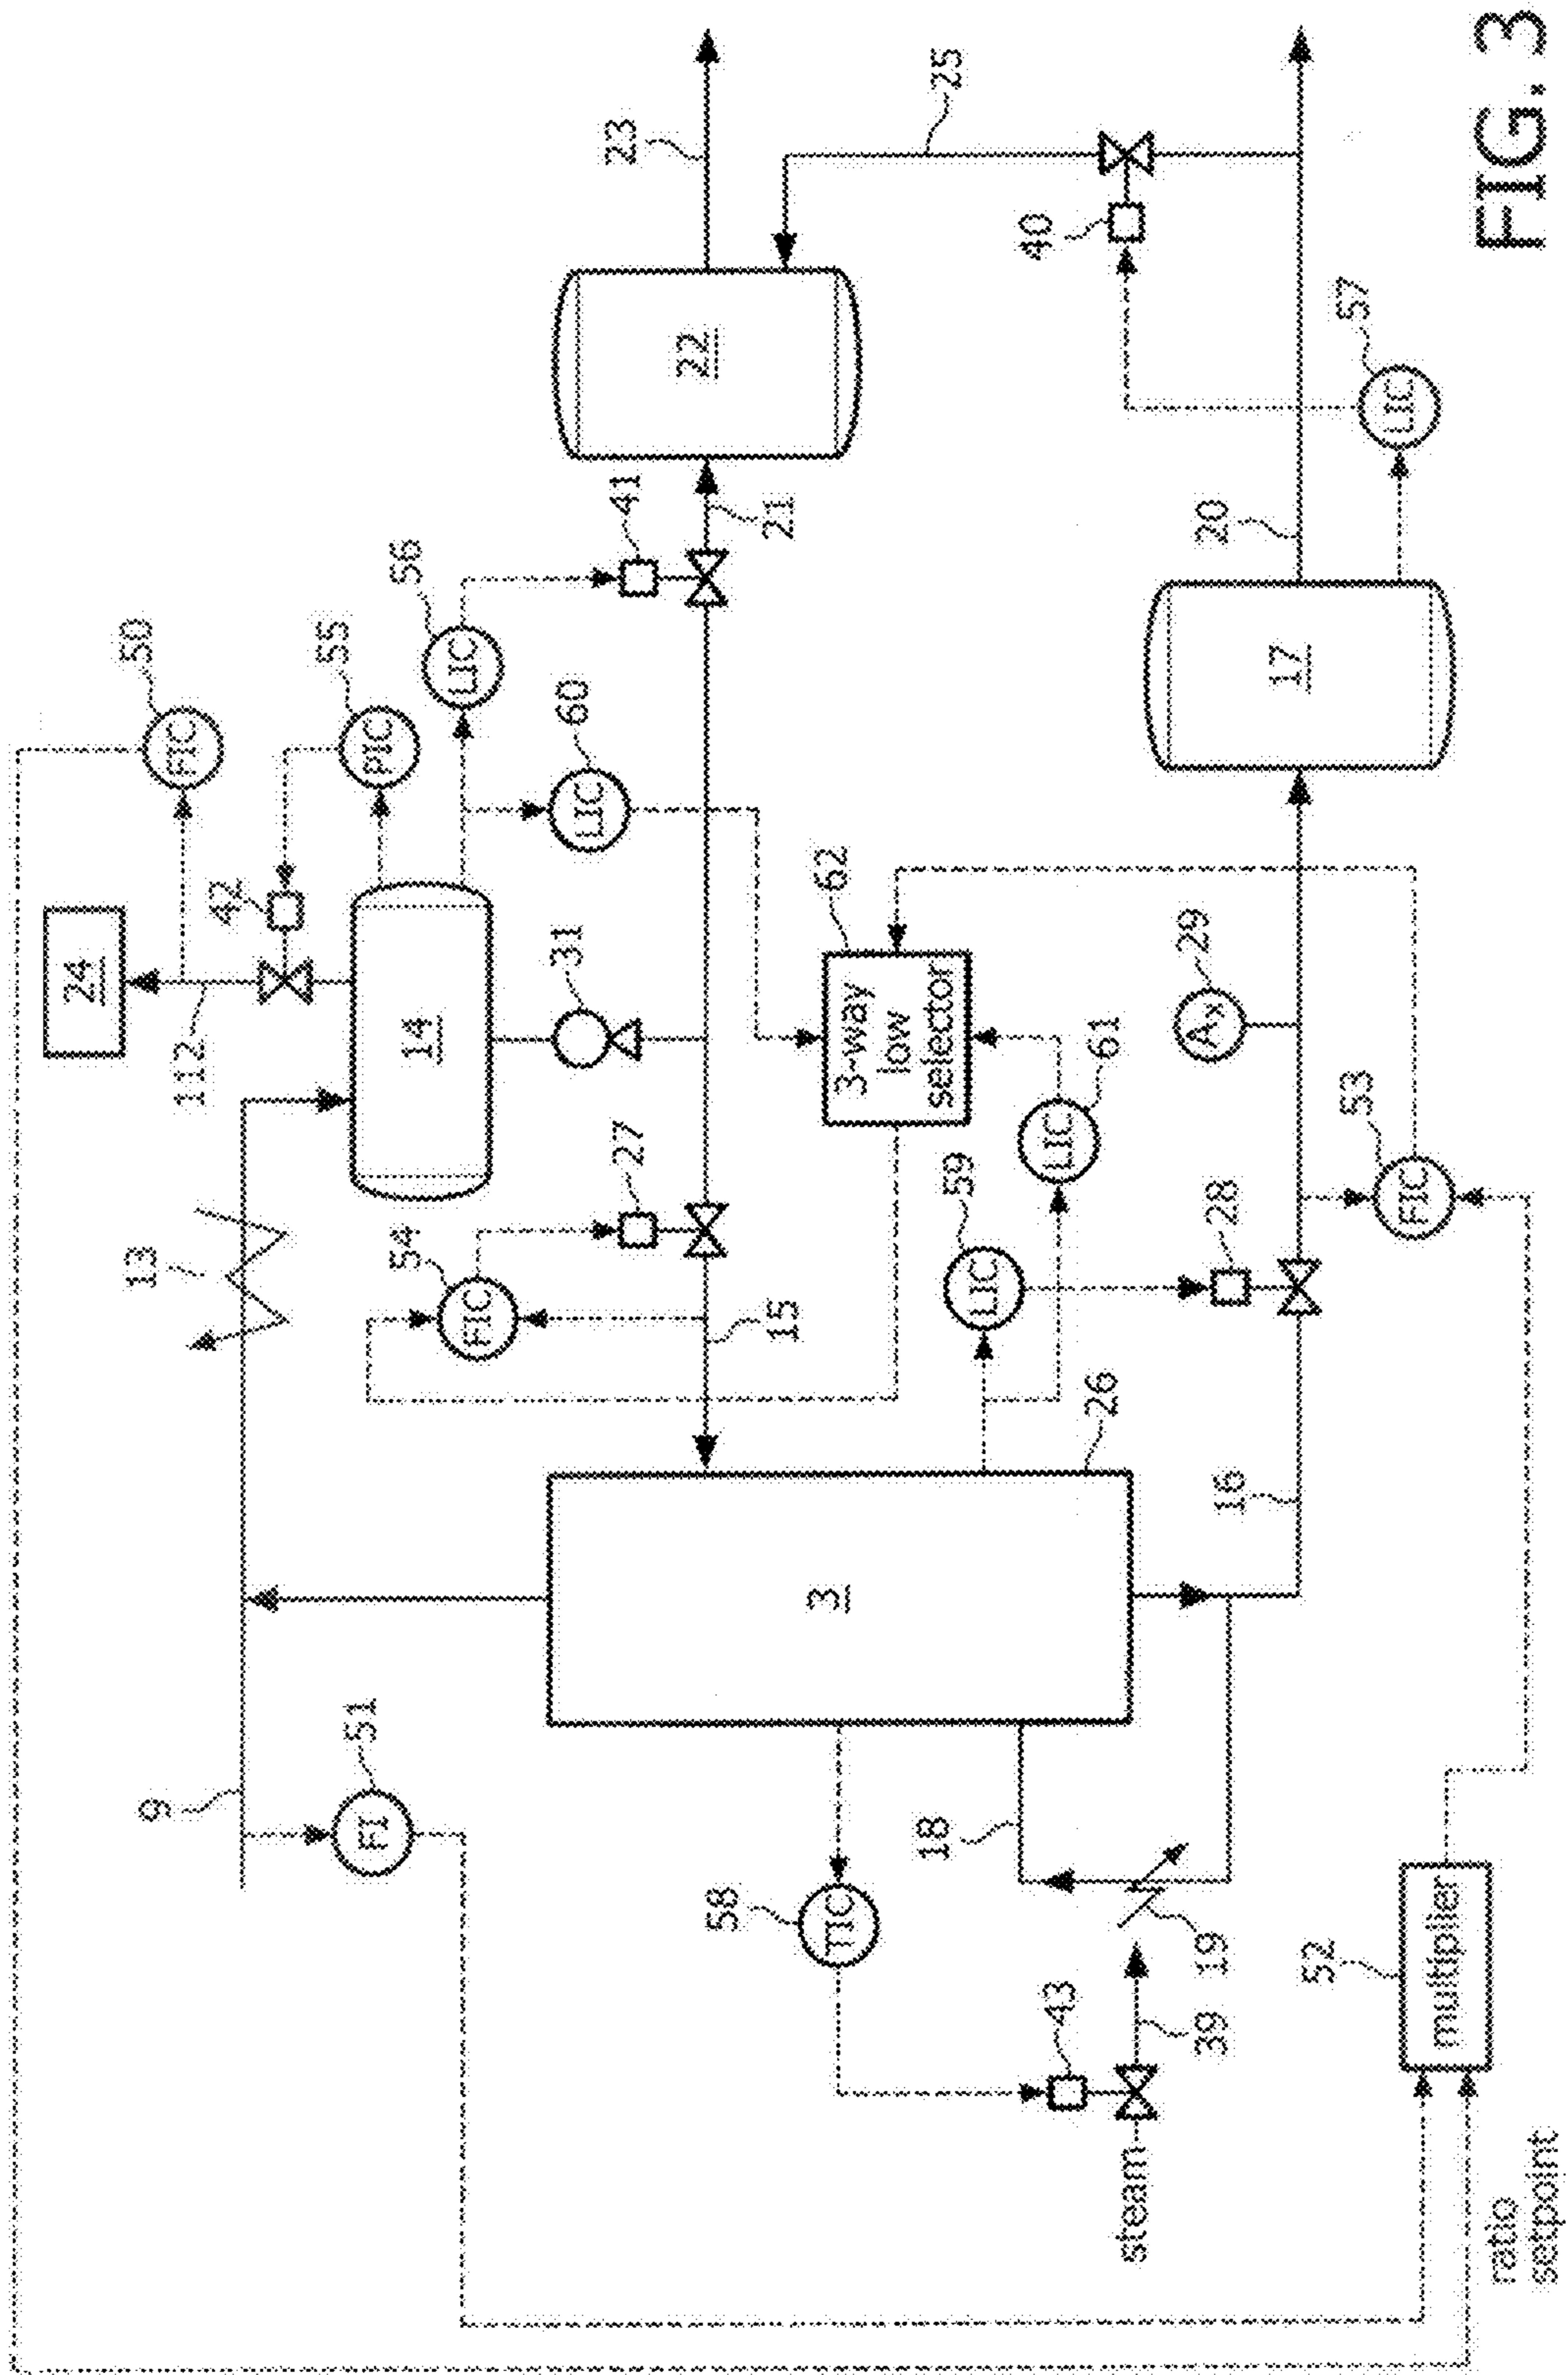 24
50
FIC
112
42
55
PIC
13
14
56
LIC
60
LIC
31
41
21
22
23
25
40
9
51
FI
54
FIC
27
15
62
3-way
low
selector
59
LIC
61
LIC
29
Ax
28
53
FIC
17
20
57
LIC
3
26
16
58
TIC
18
19
43
39
steam
52
multiplier
ratio
setpoint
FIG. 3